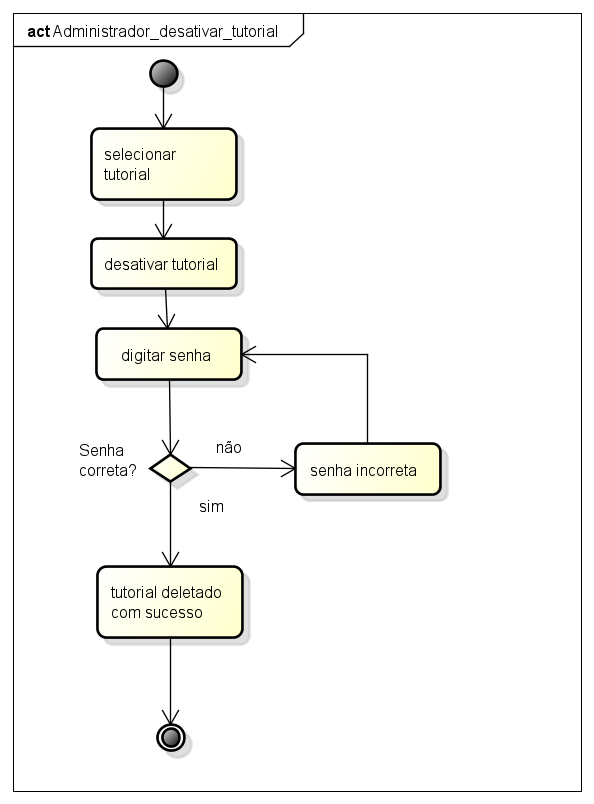 act Administrador_desativar_tutorial
selecionar
tutorial
desativar tutorial
digitar senha
Senha
correta?
não
senha incorreta
sim
tutorial deletado
com sucesso